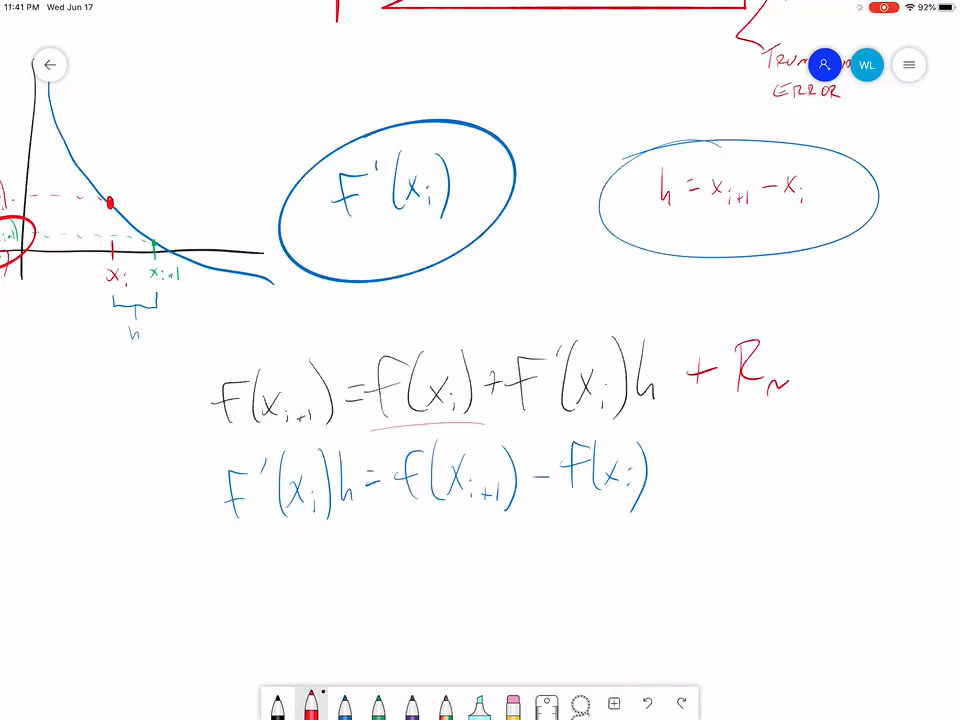 11:41 PM Wed Jun 17
92%
WL
ERROR
F'(xᵢ)
h = xᵢ₊₁ − xᵢ
xᵢ xᵢ₊₁
h
F(xᵢ₊₁) = f(xᵢ) + F'(xᵢ)h + Rₙ
F'(xᵢ)h = f(xᵢ₊₁) − f(xᵢ)